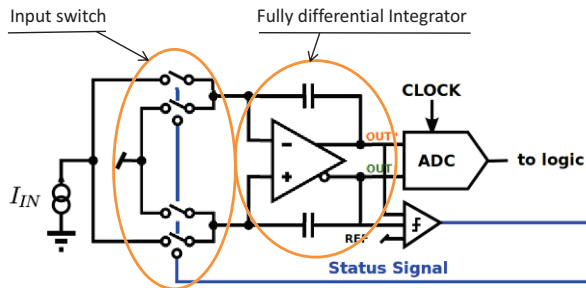 Input switch
Fully differential Integrator
CLOCK
OUT+
OUT
ADC
to logic
I_IN
REF
Status Signal